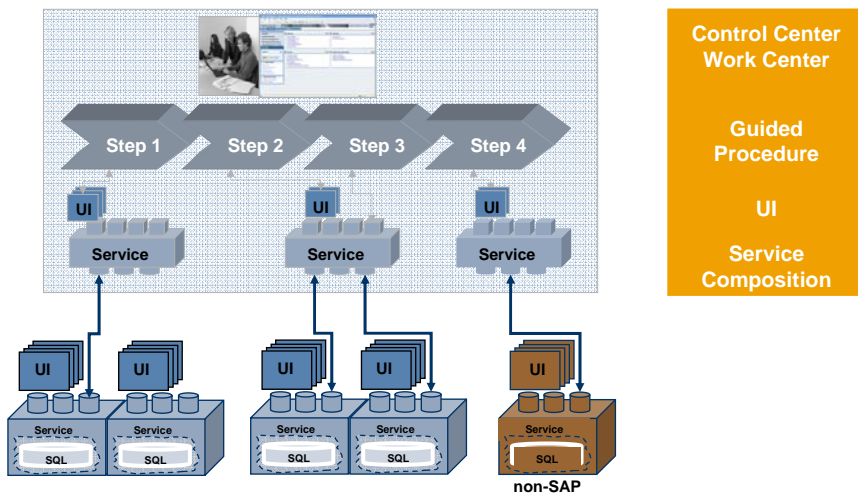 Control Center
Work Center
Step 1
Step 2
Step 3
Step 4
Guided
Procedure
UI
UI
UI
UI
Service
Service
Service
Service
Composition
UI
UI
UI
UI
UI
Service
Service
Service
Service
Service
SQL
SQL
SQL
SQL
SQL
non-SAP